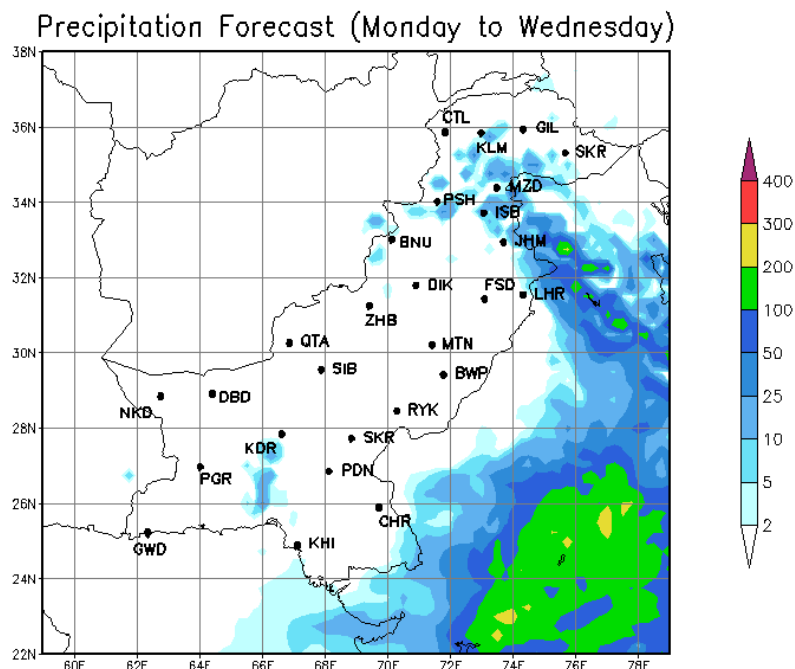 Precipitation Forecast (Monday to Wednesday)
38N
36N
34N
32N
30N
28N
26N
24N
22N
60E
62E
64E
66E
68E
70E
72E
74E
76E
78E
CTL
KLM
GIL
SKR
MZD
PSH
ISB
BNU
JHM
DIK
FSD
LHR
ZHB
QTA
MTN
SIB
BWP
NKD
DBD
RYK
KDR
SKR
PGR
PDN
CHR
GWD
KHI
400
300
200
100
50
25
10
5
2